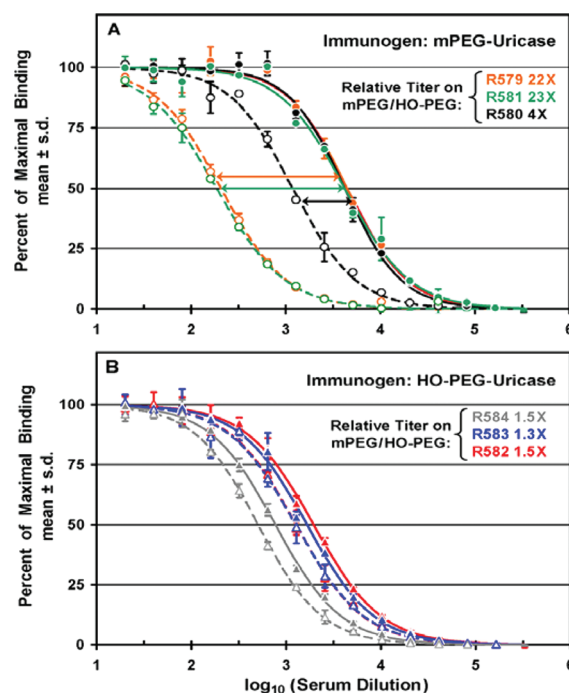 A
Immunogen: mPEG-Uricase
Relative Titer on
mPEG/HO-PEG:
R579 22X
R581 23X
R580 4X
Percent of Maximal Binding
mean ± s.d.
100
75
50
25
0
1 2 3 4 5 6
B
Immunogen: HO-PEG-Uricase
Relative Titer on
mPEG/HO-PEG:
R584 1.5X
R583 1.3X
R582 1.5X
Percent of Maximal Binding
mean ± s.d.
100
75
50
25
0
1 2 3 4 5 6
log10 (Serum Dilution)